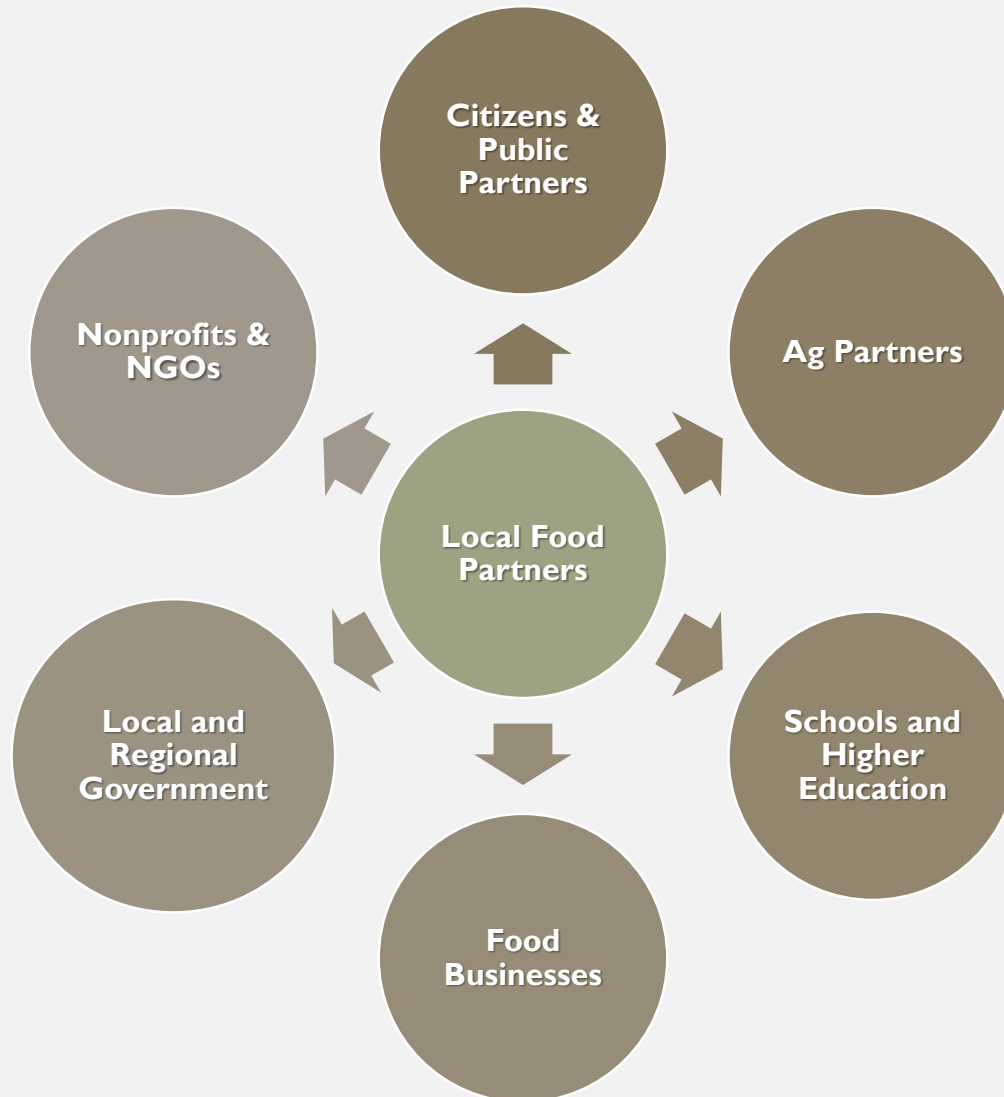 Citizens &
Public
Partners
Nonprofits &
NGOs
Ag Partners
Local Food
Partners
Local and
Regional
Government
Schools and
Higher
Education
Food
Businesses